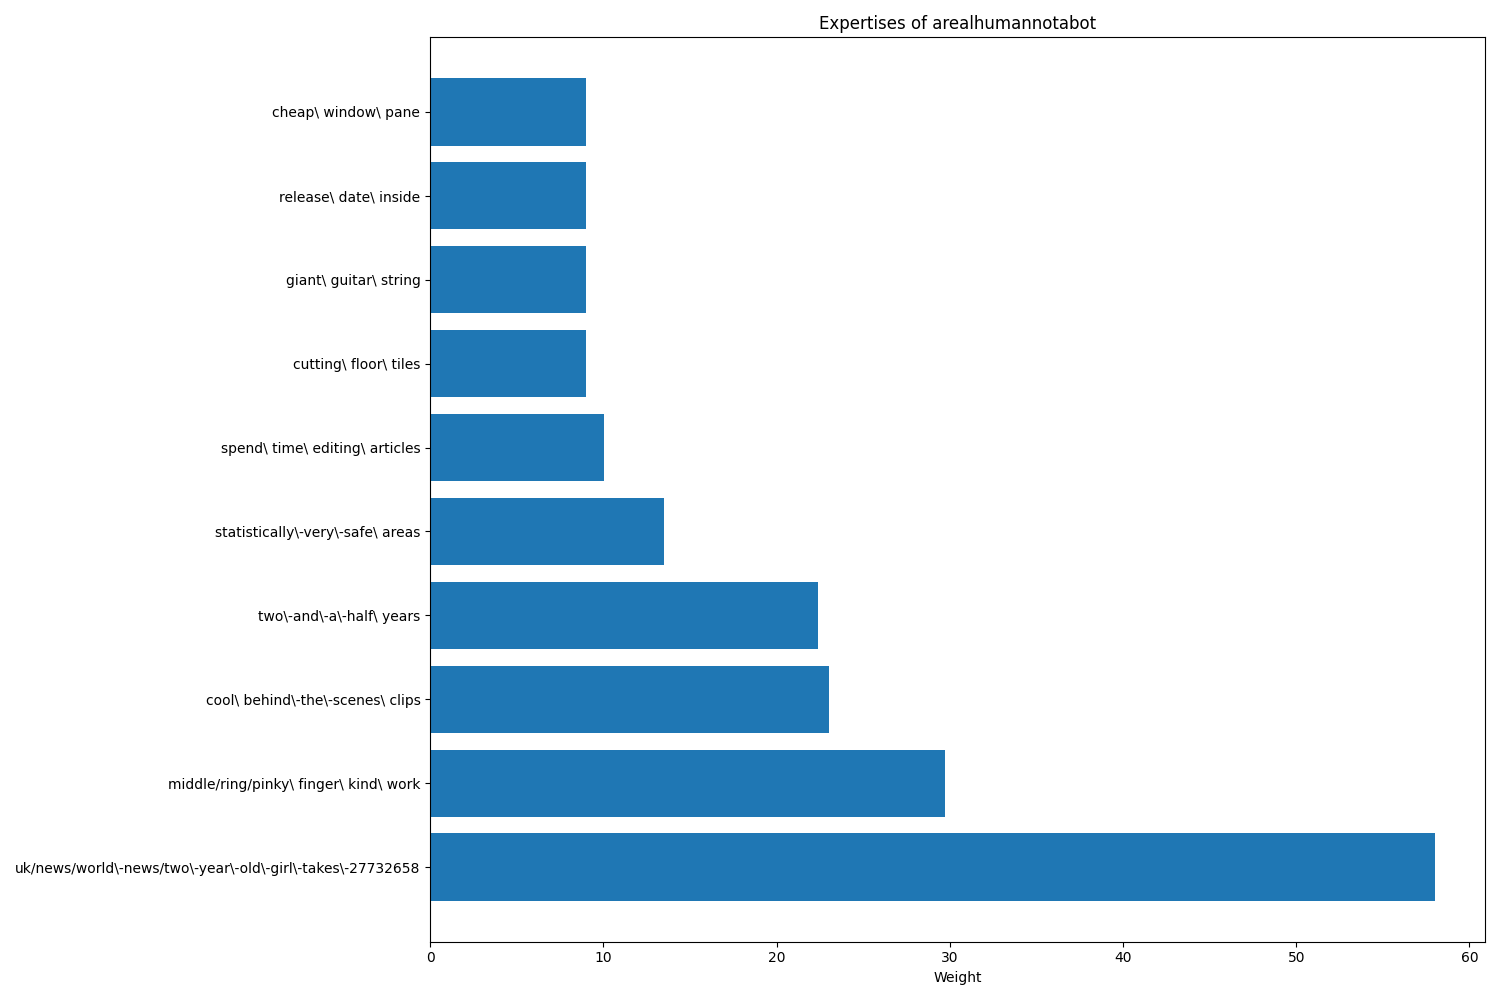 Expertises of arealhumannotabot
cheap\ window\ pane
release\ date\ inside
giant\ guitar\ string
cutting\ floor\ tiles
spend\ time\ editing\ articles
statistically\-very\-safe\ areas
two\-and\-a\-half\ years
cool\ behind\-the\-scenes\ clips
middle/ring/pinky\ finger\ kind\ work
uk/news/world\-news/two\-year\-old\-girl\-takes\-27732658
0 10 20 30 40 50 60
Weight